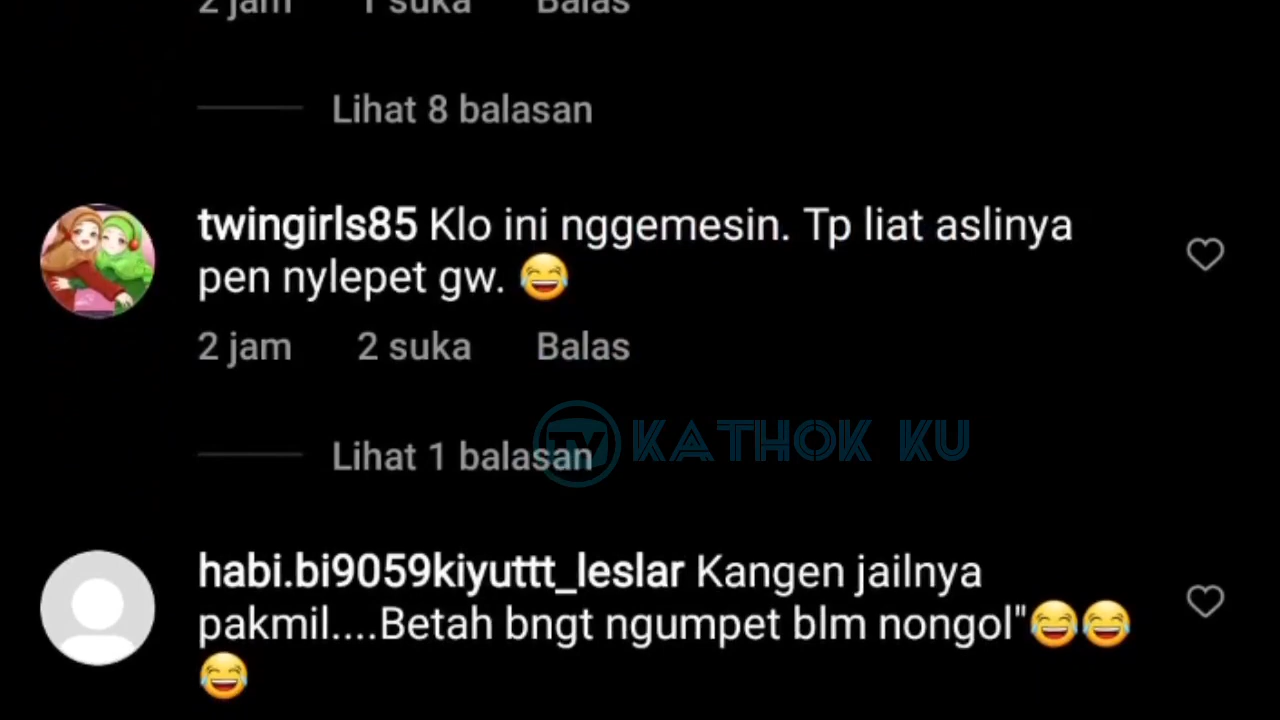 2 jam 1 suka Balas
Lihat 8 balasan
twingirls85 Klo ini nggemesin. Tp liat aslinya
pen nylepet gw. 😂
2 jam 2 suka Balas
Lihat 1 balasan
TV KATHOK KU
habi.bi9059kiyuttt_leslar Kangen jailnya
pakmil....Betah bngt ngumpet blm nongol"😂😂
😂